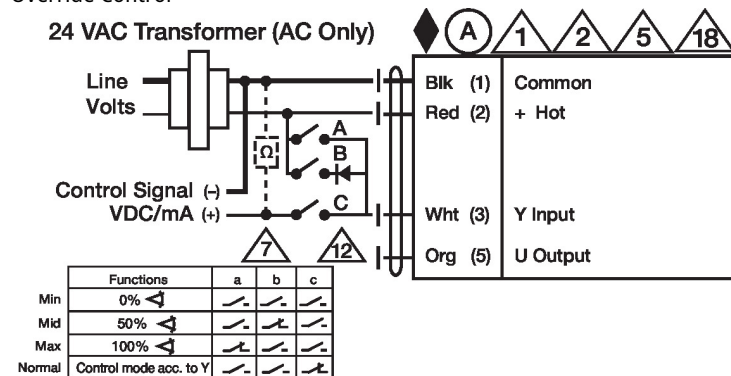 Override Control
24 VAC Transformer (AC Only)
A 1 2 5 18
Line
Volts
Blk (1) Common
Red (2) + Hot
A
B
Ω
C
Control Signal (-)
VDC/mA (+)
Wht (3) Y Input
Org (5) U Output
7 12
Functions a b c
Min 0%
Mid 50%
Max 100%
Normal Control mode acc. to Y